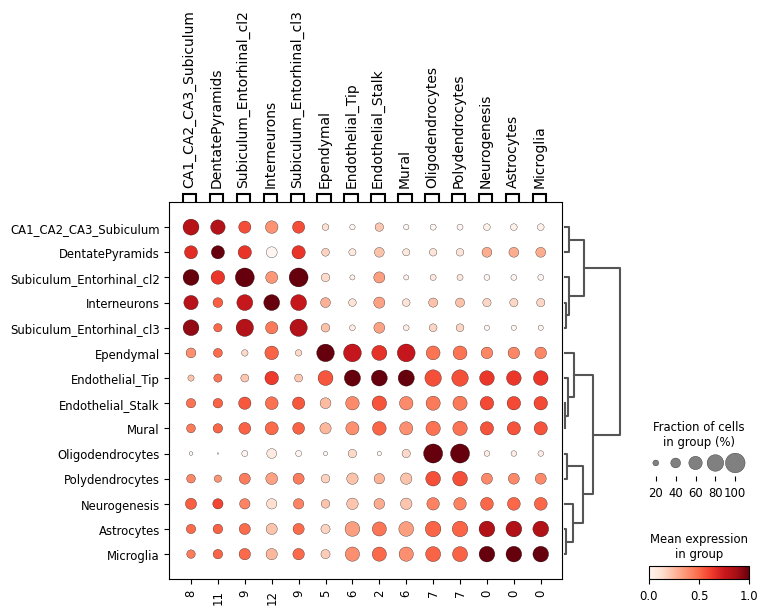 CA1_CA2_CA3_Subiculum
DentatePyramids
Subiculum_Entorhinal_cl2
Interneurons
Subiculum_Entorhinal_cl3
Ependymal
Endothelial_Tip
Endothelial_Stalk
Mural
Oligodendrocytes
Polydendrocytes
Neurogenesis
Astrocytes
Microglia
CA1_CA2_CA3_Subiculum
DentatePyramids
Subiculum_Entorhinal_cl2
Interneurons
Subiculum_Entorhinal_cl3
Ependymal
Endothelial_Tip
Endothelial_Stalk
Mural
Oligodendrocytes
Polydendrocytes
Neurogenesis
Astrocytes
Microglia
8 11 9 12 9 5 6 2 6 7 7 0 0 0
Fraction of cells
in group (%)
20 40 60 80 100
Mean expression
in group
0.0 0.5 1.0